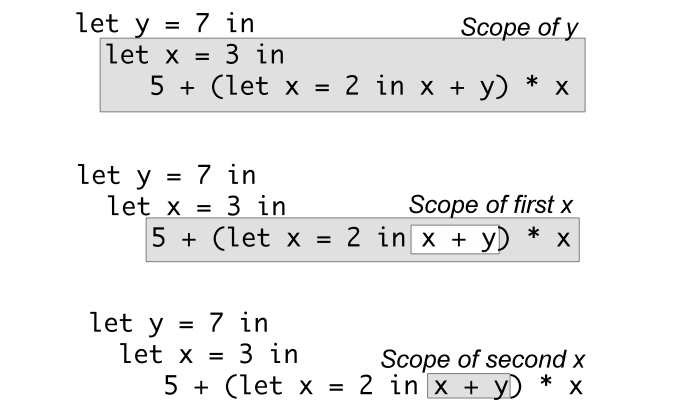 let y = 7 in
Scope of y
let x = 3 in
5 + (let x = 2 in x + y) * x
let y = 7 in
let x = 3 in
Scope of first x
5 + (let x = 2 in x + y) * x
let y = 7 in
let x = 3 in
Scope of second x
5 + (let x = 2 in x + y) * x